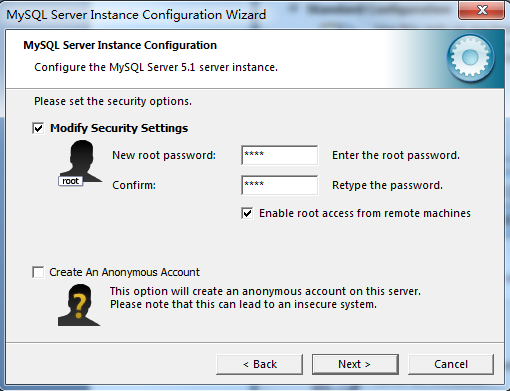 MySQL Server Instance Configuration Wizard
MySQL Server Instance Configuration
Configure the MySQL Server 5.1 server instance.
Please set the security options.
Modify Security Settings
root
New root password: **** Enter the root password.
Confirm: **** Retype the password.
Enable root access from remote machines
Create An Anonymous Account
?
This option will create an anonymous account on this server.
Please note that this can lead to an insecure system.
< Back Next > Cancel